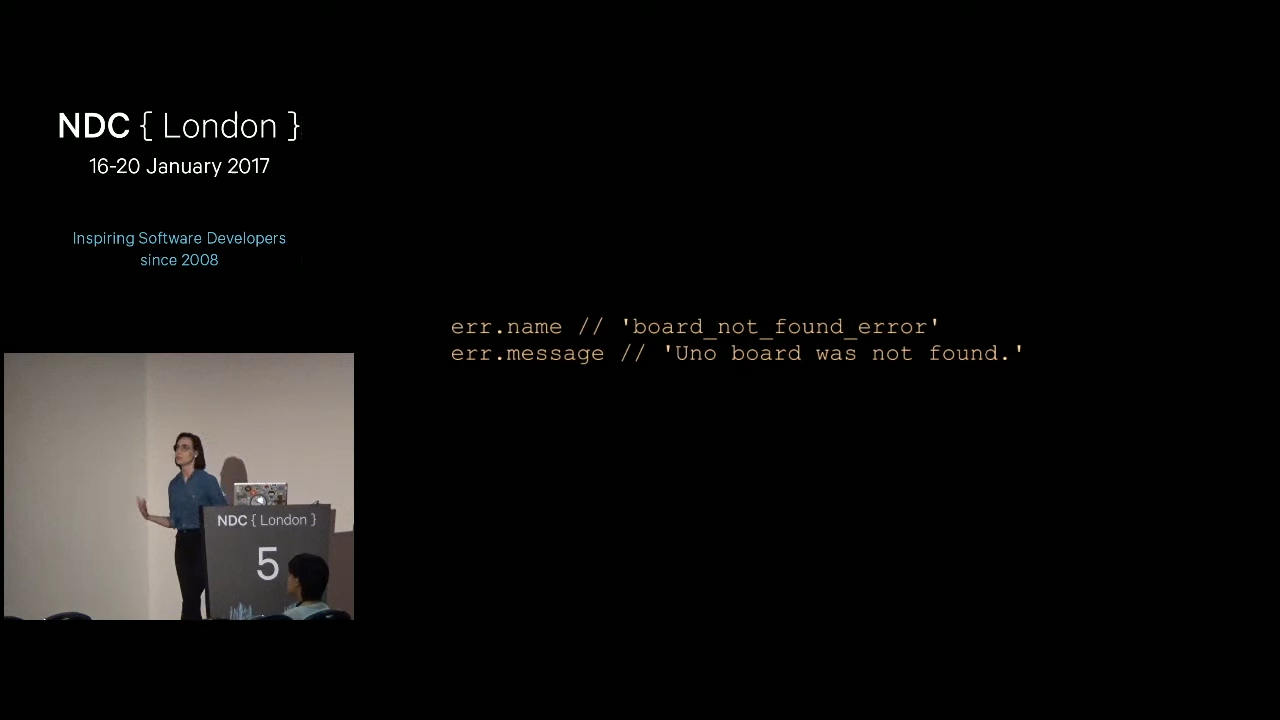 NDC { London }
16-20 January 2017
Inspiring Software Developers
since 2008
err.name // 'board_not_found_error'
err.message // 'Uno board was not found.'
NDC { London }
5